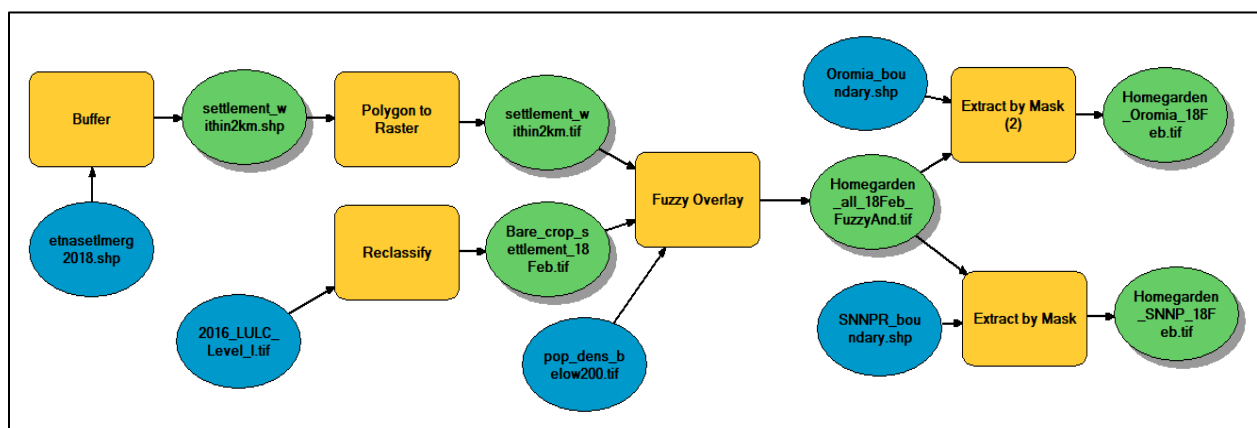 Buffer
settlement_w
ithin2km.shp
Polygon to
Raster
settlement_w
ithin2km.tif
Oromia_bou
ndary.shp
Extract by Mask
(2)
Homegarden
_Oromia_18F
eb.tif
etnasetlmerg
2018.shp
Reclassify
Bare_crop_s
ettlement_18
Feb.tif
Fuzzy Overlay
Homegarden
_all_18Feb_
FuzzyAnd.tif
2016_LULC_
Level_I.tif
pop_dens_b
elow200.tif
SNNPR_bou
ndary.shp
Extract by Mask
Homegarden
_SNNP_18F
eb.tif